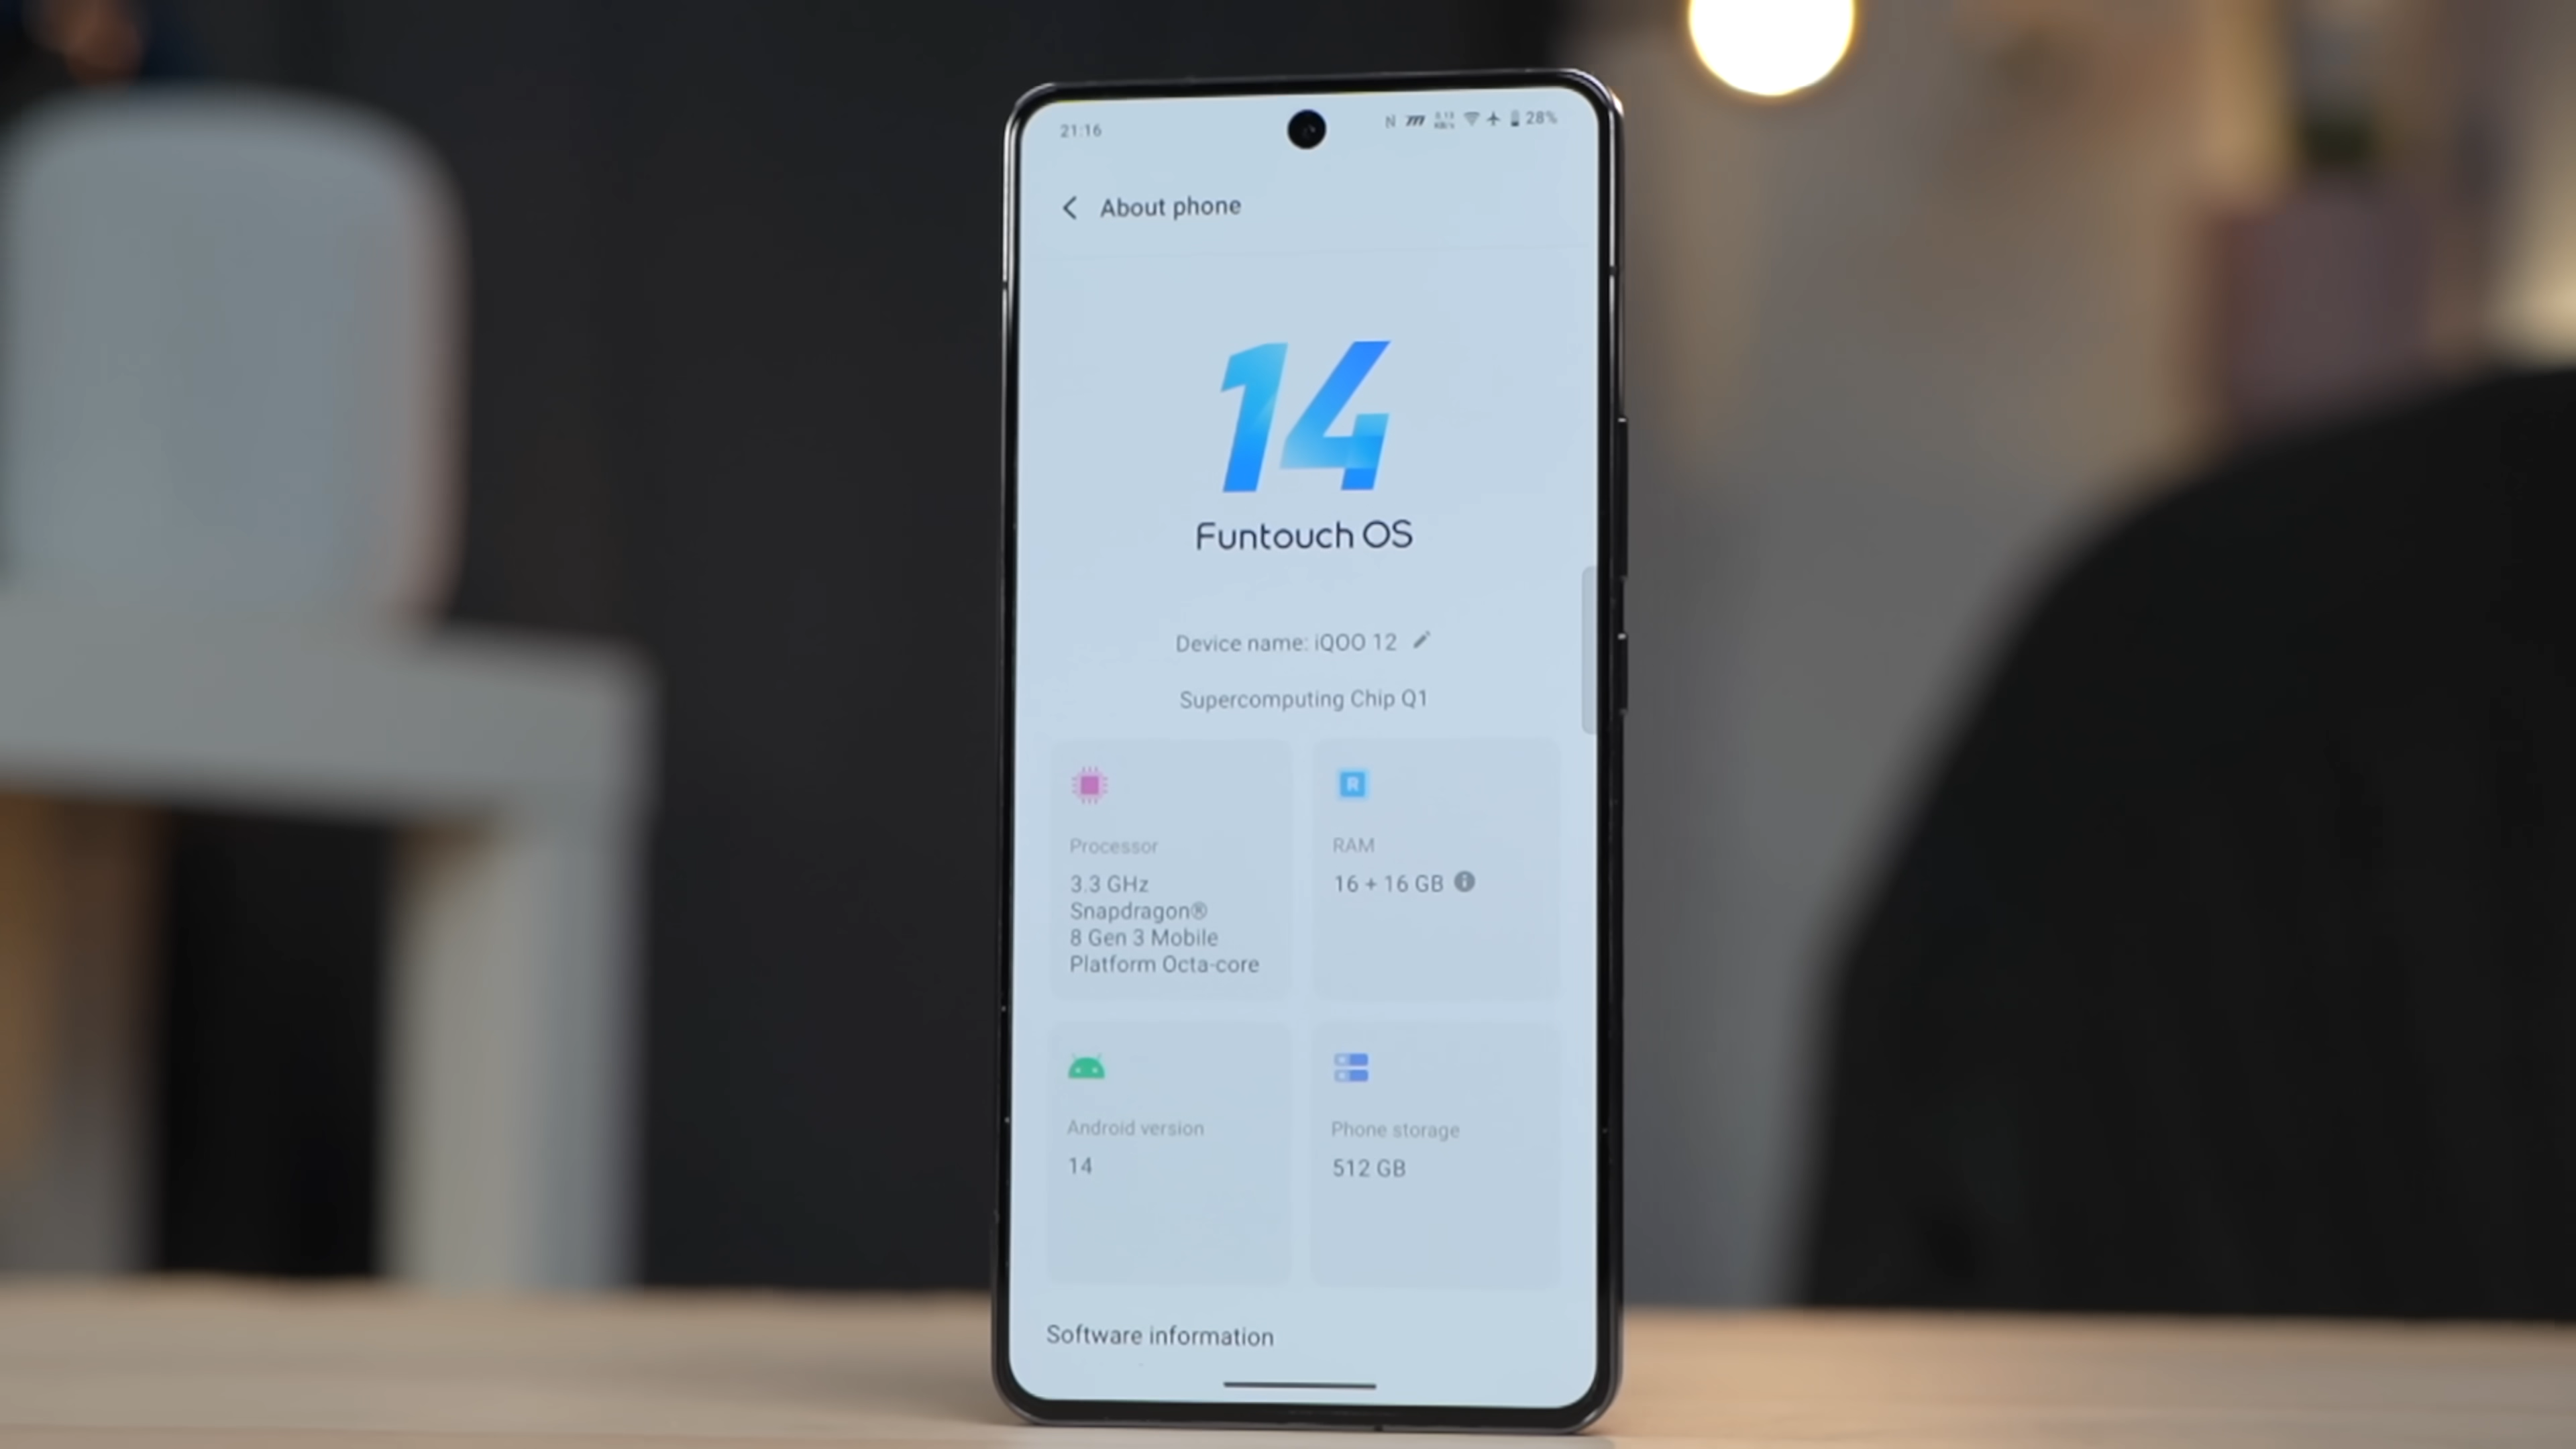 21:16
N 28%
About phone
14
Funtouch OS
Device name: iQOO 12
Supercomputing Chip Q1
R
Processor
3.3 GHz
Snapdragon®
8 Gen 3 Mobile
Platform Octa-core
RAM
16 + 16 GB
Android version
14
Phone storage
512 GB
Software information